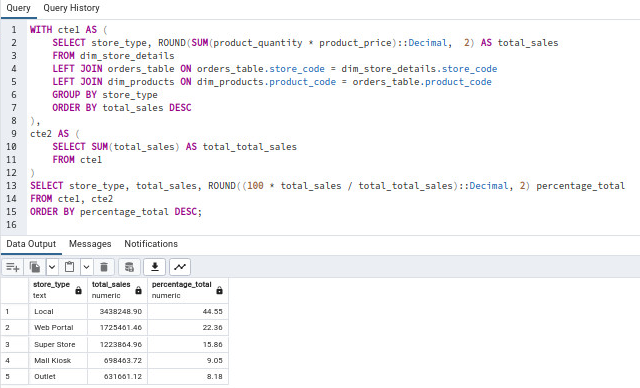 Query Query History
1 WITH cte1 AS (
2 SELECT store_type, ROUND(SUM(product_quantity * product_price)::Decimal, 2) AS total_sales
3 FROM dim_store_details
4 LEFT JOIN orders_table ON orders_table.store_code = dim_store_details.store_code
5 LEFT JOIN dim_products ON dim_products.product_code = orders_table.product_code
6 GROUP BY store_type
7 ORDER BY total_sales DESC
8 ),
9 cte2 AS (
10 SELECT SUM(total_sales) AS total_total_sales
11 FROM cte1
12 )
13 SELECT store_type, total_sales, ROUND((100 * total_sales / total_total_sales)::Decimal, 2) percentage_total
14 FROM cte1, cte2
15 ORDER BY percentage_total DESC;
16
Data Output Messages Notifications
store_type total_sales percentage_total
text numeric numeric
1 Local 3438248.90 44.55
2 Web Portal 1725461.46 22.36
3 Super Store 1223864.96 15.86
4 Mall Kiosk 698463.72 9.05
5 Outlet 631661.12 8.18